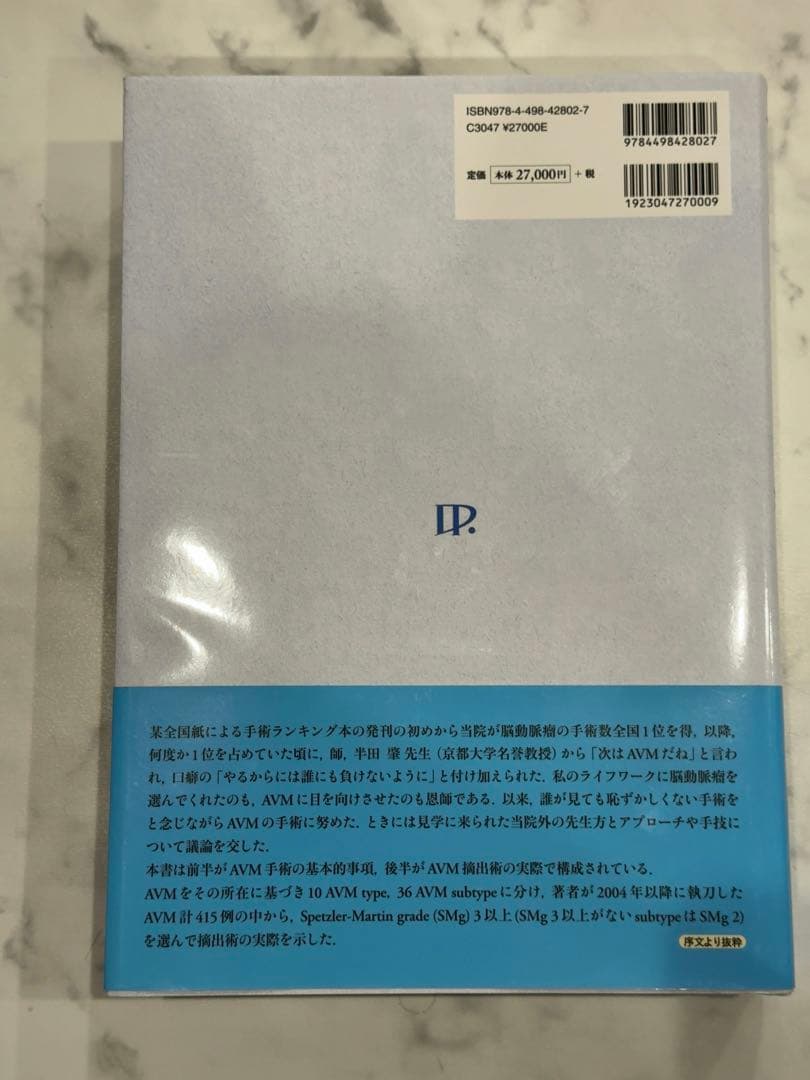 ISBN978-4-498-42802-7
C3047 ¥27000E
9784498428027
定価 本体 27,000円 + 税
1923047270009
某全国紙による手術ランキング本の発刊の初めから当院が脳動脈瘤の手術数全国1位を得, 以降,
何度か1位を占めていた頃に, 師, 半田 肇 先生 (京都大学名誉教授) から「次はAVMだね」と言わ
れ, 口癖の「やるからには誰にも負けないように」と付け加えられた. 私のライフワークに脳動脈瘤を
選んでくれたのも, AVMに目を向けさせたのも恩師である. 以来, 誰が見ても恥ずかしくない手術を
と念じながらAVMの手術に努めた. ときには見学に来られた当院外の先生方とアプローチや手技に
ついて議論を交した.
本書は前半がAVM手術の基本的事項, 後半がAVM摘出術の実際で構成されている.
AVMをその所在に基づき10 AVM type, 36 AVM subtypeに分け, 著者が2004年以降に執刀した
AVM計415例の中から, Spetzler-Martin grade (SMg) 3以上 (SMg 3以上がないsubtypeはSMg 2)
を選んで摘出術の実際を示した.
序文より抜粋